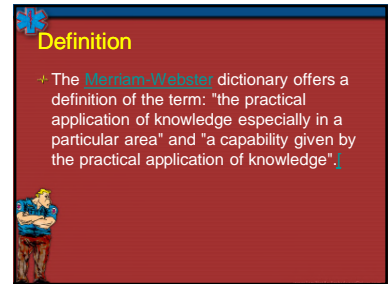 Definition
The Merriam-Webster dictionary offers a
definition of the term: "the practical
application of knowledge especially in a
particular area" and "a capability given by
the practical application of knowledge".[